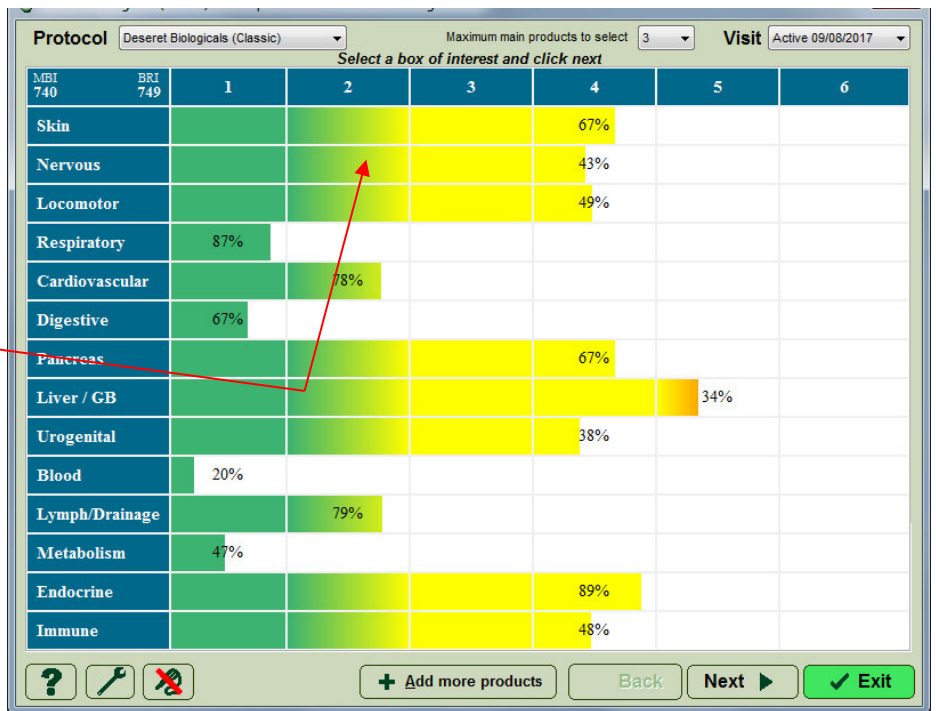 Protocol Deseret Biologicals (Classic) Maximum main products to select 3 Visit Active 09/08/2017
Select a box of interest and click next
MBI 740 BRI 749 1 2 3 4 5 6
Skin 67%
Nervous 43%
Locomotor 49%
Respiratory 87%
Cardiovascular 78%
Digestive 67%
Pancreas 67%
Liver / GB 34%
Urogenital 38%
Blood 20%
Lymph/Drainage 79%
Metabolism 47%
Endocrine 89%
Immune 48%
? + Add more products Back Next Exit